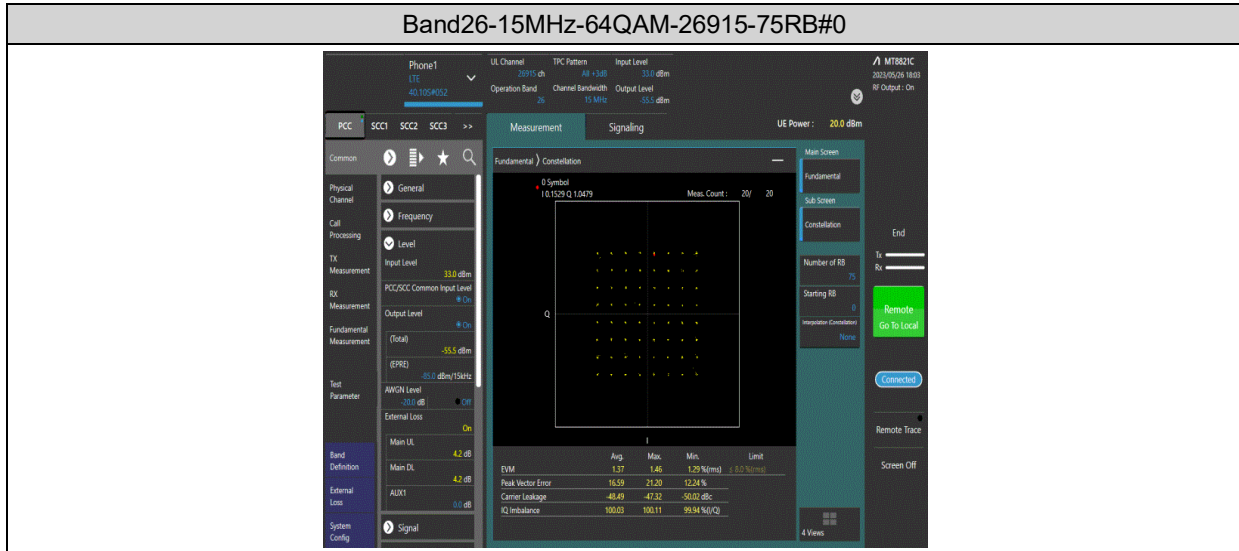 Band26-15MHz-64QAM-26915-75RB#0
Phone1
LTE
40.10S#052
UL Channel TPC Pattern Input Level
26915 ch All +3dB 33.0 dBm
Operation Band Channel Bandwidth Output Level
26 15 MHz -55.5 dBm
MT8821C
2023/05/26 18:03
RF Output : On
PCC SCC1 SCC2 SCC3 >>
Measurement Signaling
UE Power : 20.0 dBm
Common
Physical
Channel
Call
Processing
TX
Measurement
RX
Measurement
Fundamental
Measurement
Test
Parameter
Band
Definition
External
Loss
System
Config
General
Frequency
Level
Input Level
33.0 dBm
PCC/SCC Common Input Level
On
Output Level
On
(Total)
-55.5 dBm
(EPRE)
-85.0 dBm/15kHz
AWGN Level
-20.0 dB Off
External Loss
On
Main UL
4.2 dB
Main DL
4.2 dB
AUX1
0.0 dB
Signal
Fundamental Constellation
0 Symbol
I 0.1529 Q 1.0479 Meas. Count : 20/ 20
Q
I
Avg. Max. Min. Limit
EVM 1.37 1.46 1.29 %(rms) ≤ 8.0 %(rms)
Peak Vector Error 16.59 21.20 12.24 %
Carrier Leakage -48.49 -47.32 -50.02 dBc
IQ Imbalance 100.03 100.11 99.94 %(I/Q)
Main Screen
Fundamental
Sub Screen
Constellation
Number of RB
75
Starting RB
0
Interpolation (Constellation)
None
4 Views
End
Tx
Rx
Remote
Go To Local
Connected
Remote Trace
Screen Off